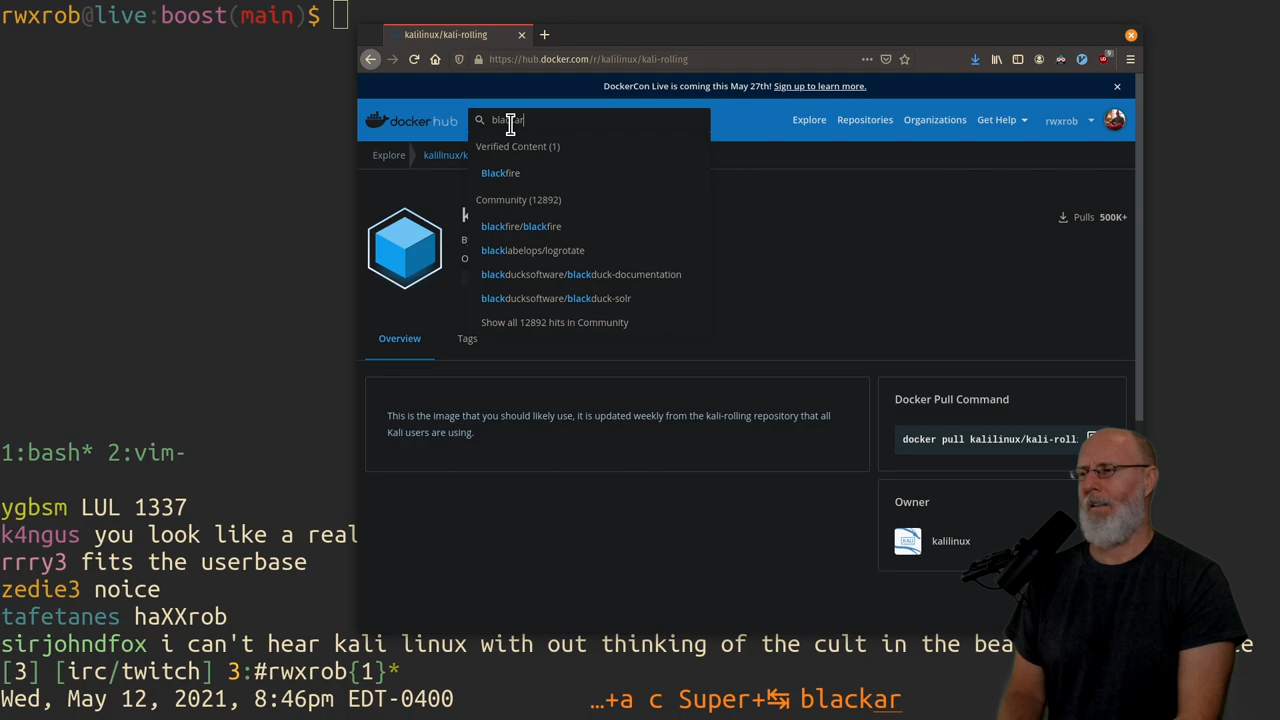 rwxrob@live:boost(main)$
kalilinux/kali-rolling
https://hub.docker.com/r/kalilinux/kali-rolling
9
DockerCon Live is coming this May 27th! Sign up to learn more.
docker hub
Explore Repositories Organizations Get Help rwxrob
Verified Content (1)
Explore kalilinux/k
Blackfire
Community (12892)
Pulls 500K+
blackfire/blackfire
blacklabelops/logrotate
blackducksoftware/blackduck-documentation
blackducksoftware/blackduck-solr
Show all 12892 hits in Community
Overview Tags
Docker Pull Command
This is the image that you should likely use, it is updated weekly from the kali-rolling repository that all
Kali users are using.
docker pull kalilinux/kali-rolli
Owner
KALI
kalilinux
1:bash* 2:vim-
ygbsm LUL 1337
k4ngus you look like a real
rrry3 fits the userbase
zedie3 noice
tafetanes haXXrob
sirjohndfox i can't hear kali linux with out thinking of the cult in the
[3] [irc/twitch] 3:#rwxrob{1}*
Wed, May 12, 2021, 8:46pm EDT-0400 …+a c Super+↹ blackar